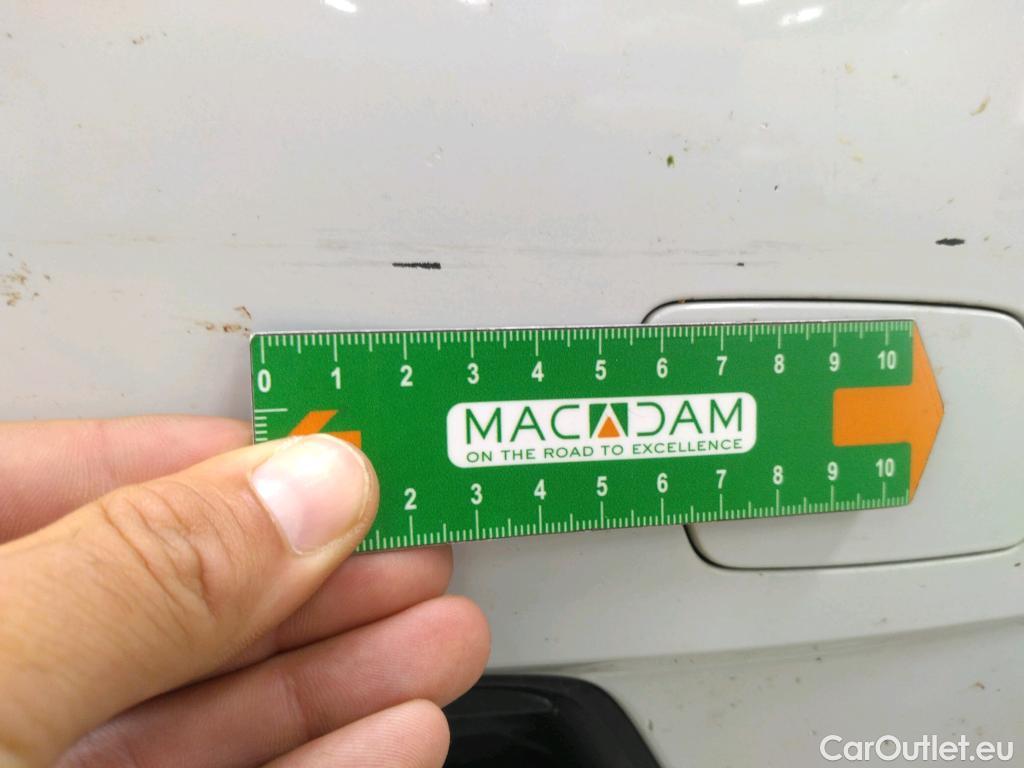 0 1 2 3 4 5 6 7 8 9 10
MACADAM
ON THE ROAD TO EXCELLENCE
2 3 4 5 6 7 8 9 10
CarOutlet.eu